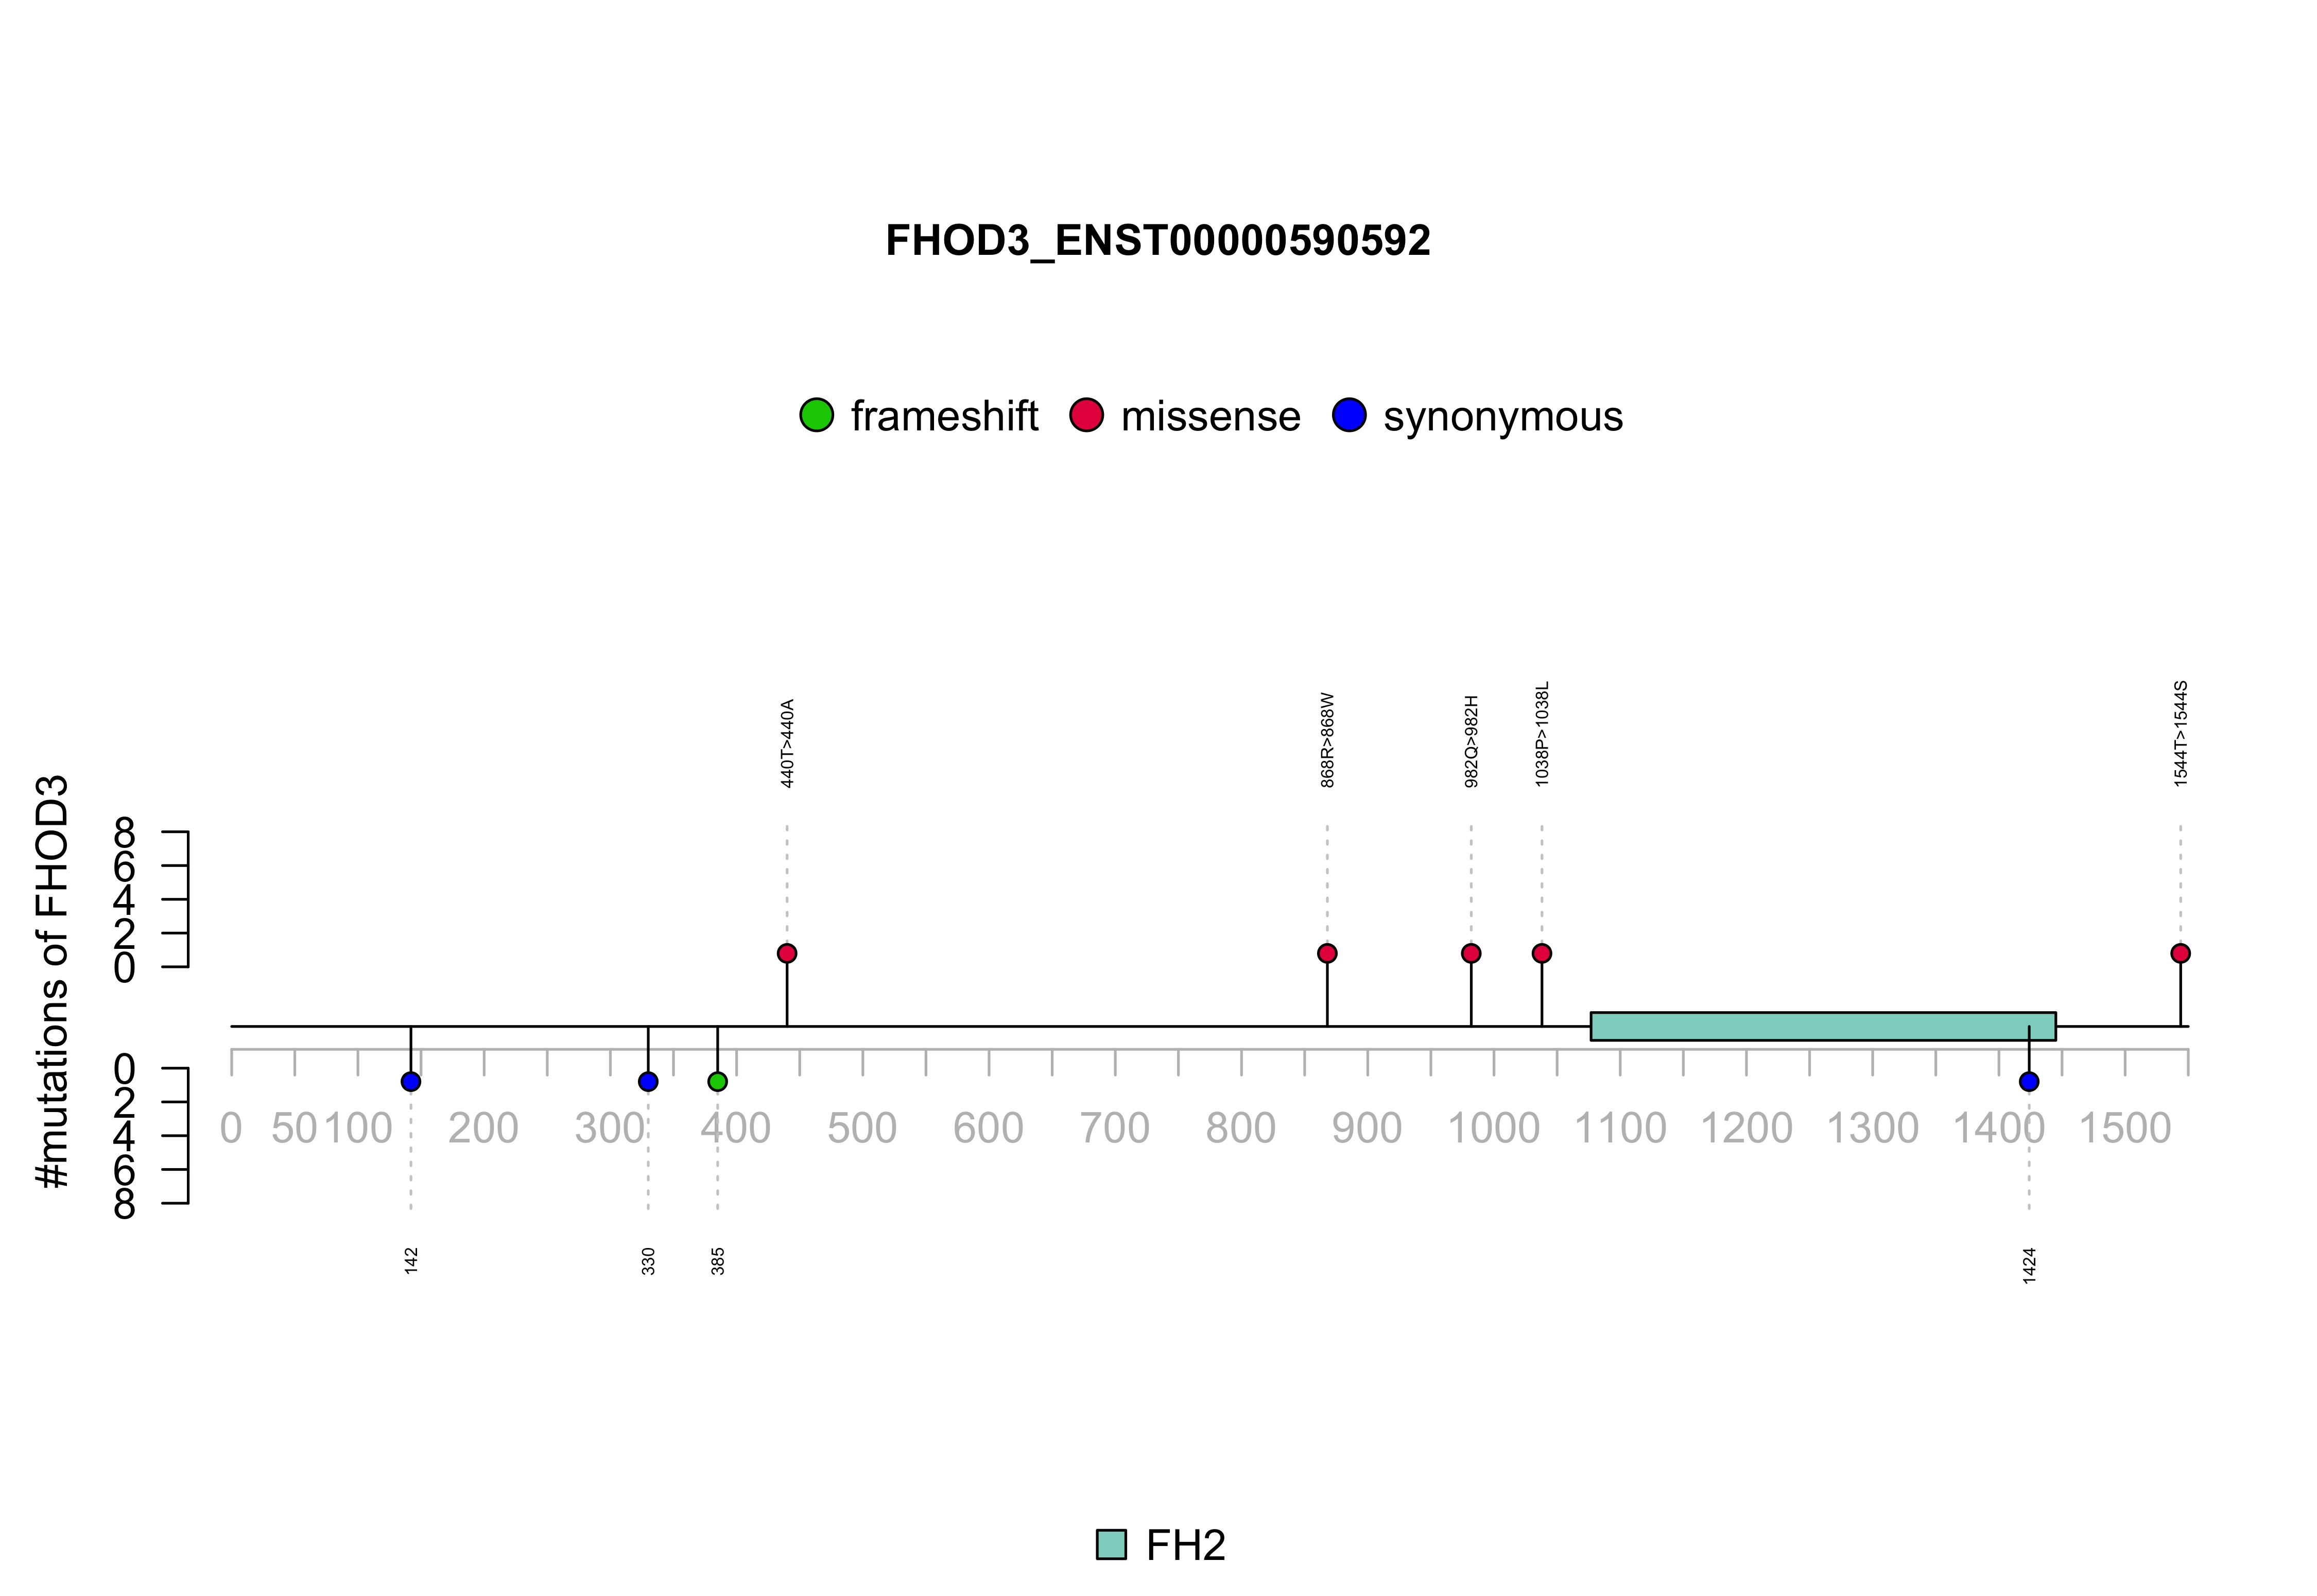 FHOD3_ENST00000590592
frameshift missense synonymous
440T>440A
868R>868W
982Q>982H
1038P>1038L
1544T>1544S
#mutations of FHOD3
8
6
4
2
0
0
2
4
6
8
0 50 100 200 300 400 500 600 700 800 900 1000 1100 1200 1300 1400 1500
142
330
385
1424
FH2